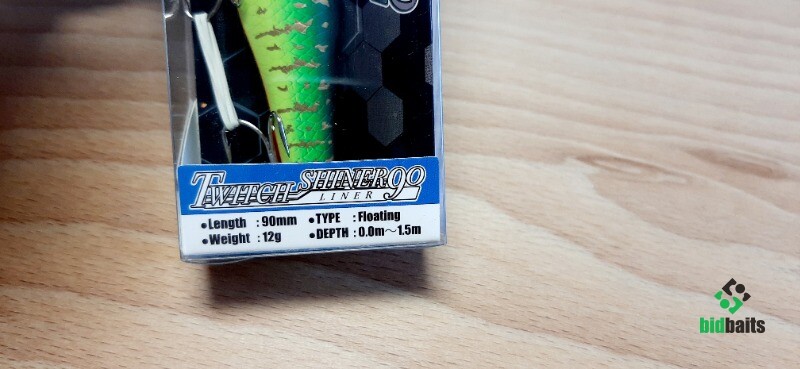 TWITCH SHINER 90
LINER
•Length : 90mm •TYPE : Floating
•Weight : 12g •DEPTH : 0.0m~1.5m
bidbaits